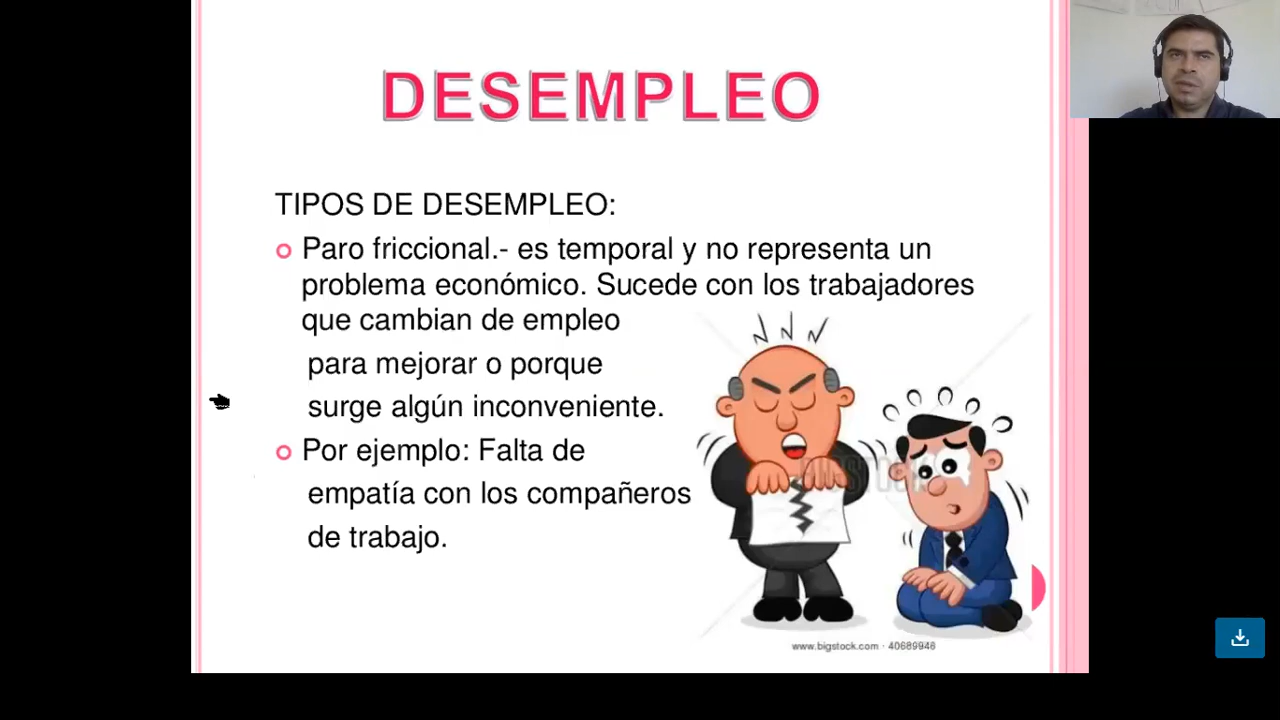 DESEMPLEO
TIPOS DE DESEMPLEO:
Paro friccional.- es temporal y no representa un
problema económico. Sucede con los trabajadores
que cambian de empleo
para mejorar o porque
surge algún inconveniente.
Por ejemplo: Falta de
empatía con los compañeros
de trabajo.
BIGSTOCK
www.bigstock.com · 40689946